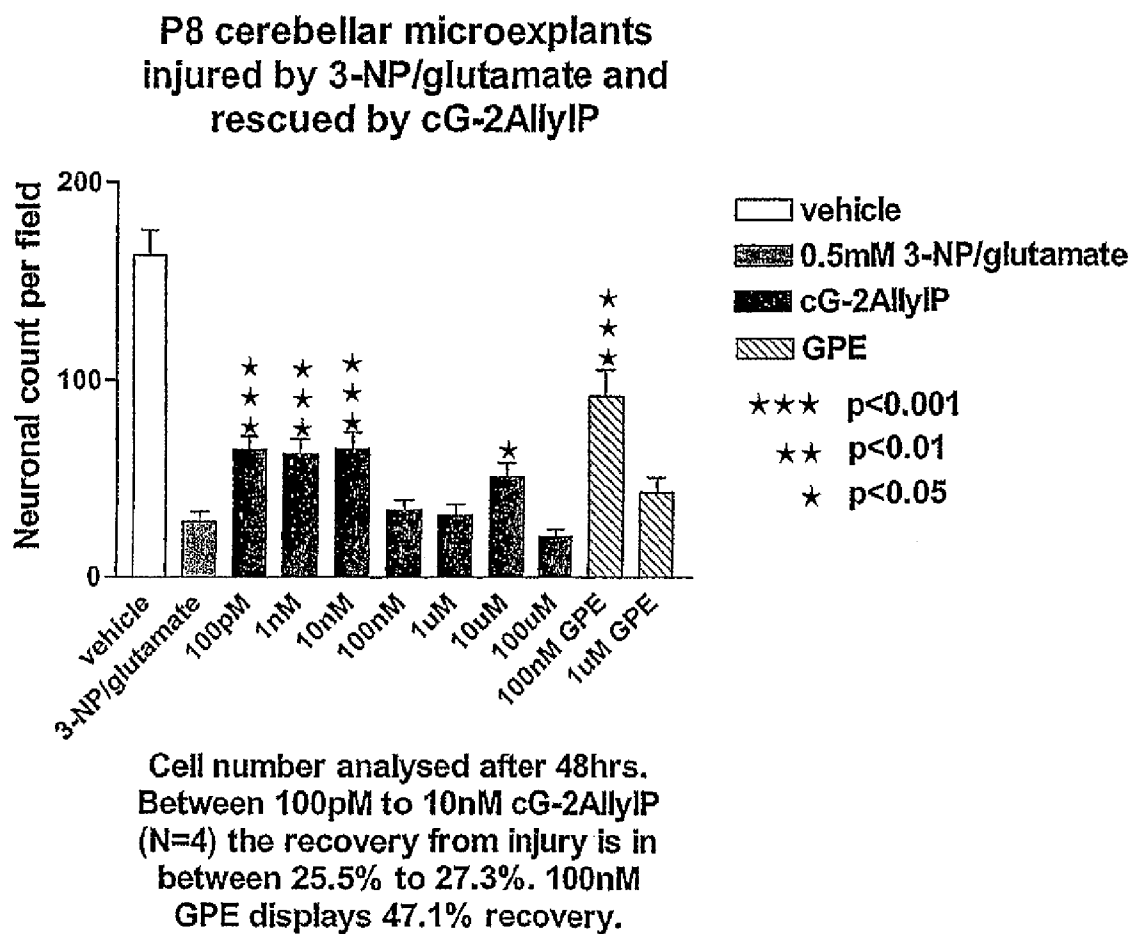 P8 cerebellar microexplants
injured by 3-NP/glutamate and
rescued by cG-2AllylP
Neuronal count per field
200
100
0
vehicle
3-NP/glutamate
100pM
1nM
10nM
100nM
1uM
10uM
100uM
100nM GPE
1uM GPE
vehicle
0.5mM 3-NP/glutamate
cG-2AllylP
GPE
★★★ p<0.001
★★ p<0.01
★ p<0.05
Cell number analysed after 48hrs.
Between 100pM to 10nM cG-2AllylP
(N=4) the recovery from injury is in
between 25.5% to 27.3%. 100nM
GPE displays 47.1% recovery.